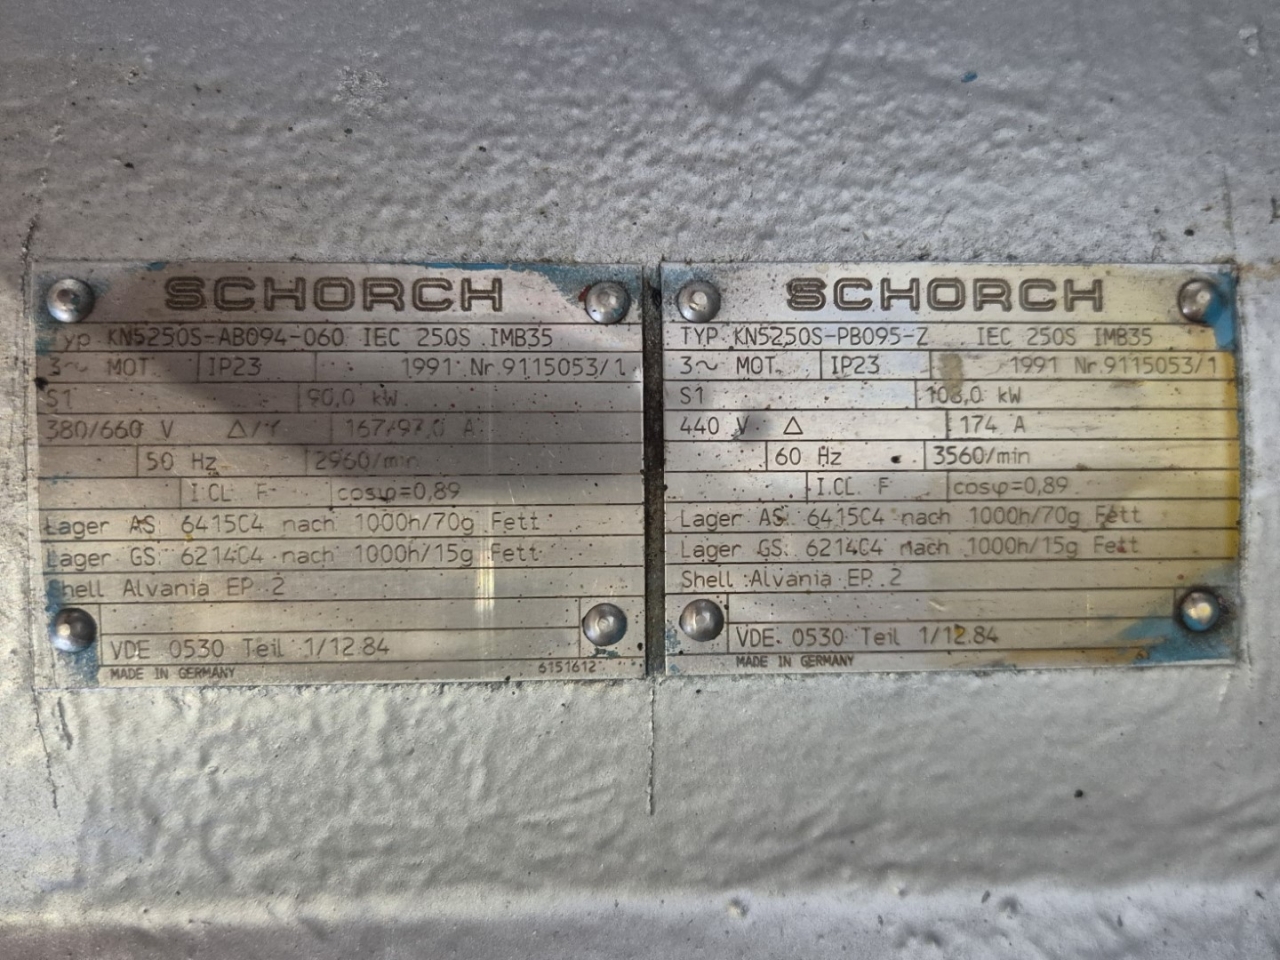 SCHORCH
Typ KN5250S-AB094-060 IEC 250S IMB35
3~ MOT IP23 1991 Nr.9115053/1
S1 90,0 kW
380/660 V Δ/Y 167/97,0 A
50 Hz 2960/min
I.CL F cosφ=0,89
Lager AS: 6415C4 nach 1000h/70g Fett
Lager GS: 6214C4 nach 1000h/15g Fett
Shell Alvania EP 2
VDE 0530 Teil 1/12.84
MADE IN GERMANY 6151612
SCHORCH
TYP KN5250S-PB095-Z IEC 250S IMB35
3~ MOT IP23 1991 Nr.9115053/1
S1 kW
440 V Δ 174 A
60 Hz 3560/min
I.CL F cosφ=0,89
Lager AS: 6415C4 nach 1000h/70g Fett
Lager GS: 6214C4 nach 1000h/15g Fett
Shell Alvania EP 2
VDE 0530 Teil 1/12.84
MADE IN GERMANY